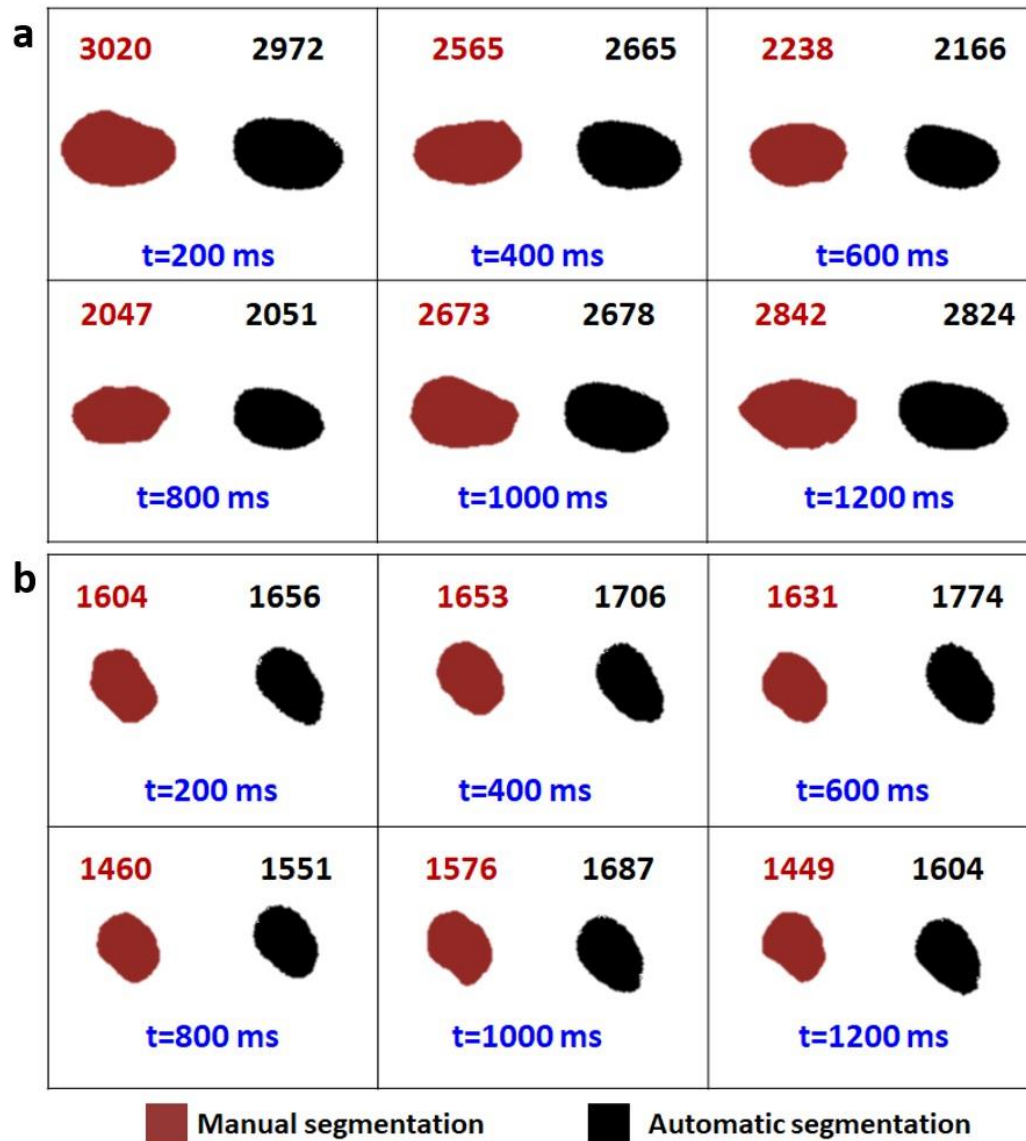 a
3020 2972 2565 2665 2238 2166
t=200 ms t=400 ms t=600 ms
2047 2051 2673 2678 2842 2824
t=800 ms t=1000 ms t=1200 ms
b
1604 1656 1653 1706 1631 1774
t=200 ms t=400 ms t=600 ms
1460 1551 1576 1687 1449 1604
t=800 ms t=1000 ms t=1200 ms
Manual segmentation Automatic segmentation